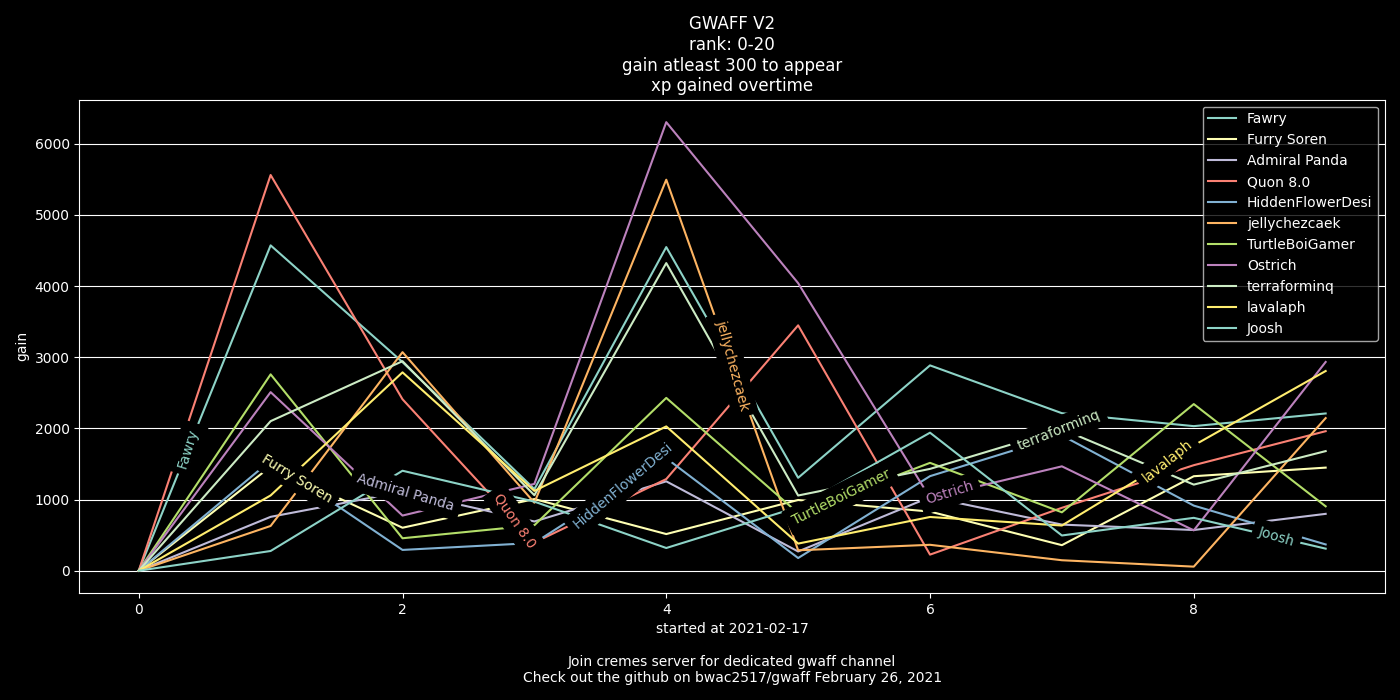 GWAFF V2
rank: 0-20
gain atleast 300 to appear
xp gained overtime
Fawry
Furry Soren
Admiral Panda
Quon 8.0
HiddenFlowerDesi
jellychezcaek
TurtleBoiGamer
Ostrich
terraforminq
lavalaph
Joosh
6000
5000
4000
3000
2000
1000
0
gain
Fawry
Furry Soren
Admiral Panda
Quon 8.0
HiddenFlowerDesi
jellychezcaek
TurtleBoiGamer
Ostrich
terraforminq
lavalaph
Joosh
0 2 4 6 8
started at 2021-02-17
Join cremes server for dedicated gwaff channel
Check out the github on bwac2517/gwaff February 26, 2021